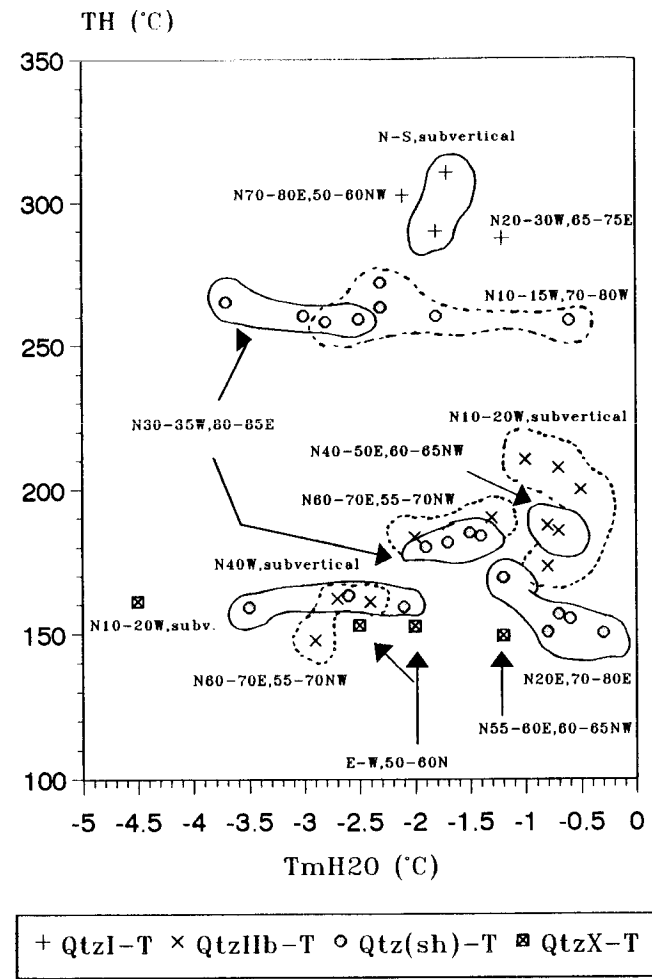 TH (°C)
350
N-S,subvertical
N70-80E,50-60NW
300
N20-30W,65-75E
N10-15W,70-80W
250
N10-20W,subvertical
N30-35W,80-85E
N40-50E,60-65NW
200
N60-70E,55-70NW
N40W,subvertical
N10-20W,subv.
150
N60-70E,55-70NW
N20E,70-80E
N55-60E,60-65NW
E-W,50-60N
100
-5 -4.5 -4 -3.5 -3 -2.5 -2 -1.5 -1 -0.5 0
TmH2O (°C)
+ QtzI-T × QtzIIb-T o Qtz(sh)-T ⊠ QtzX-T